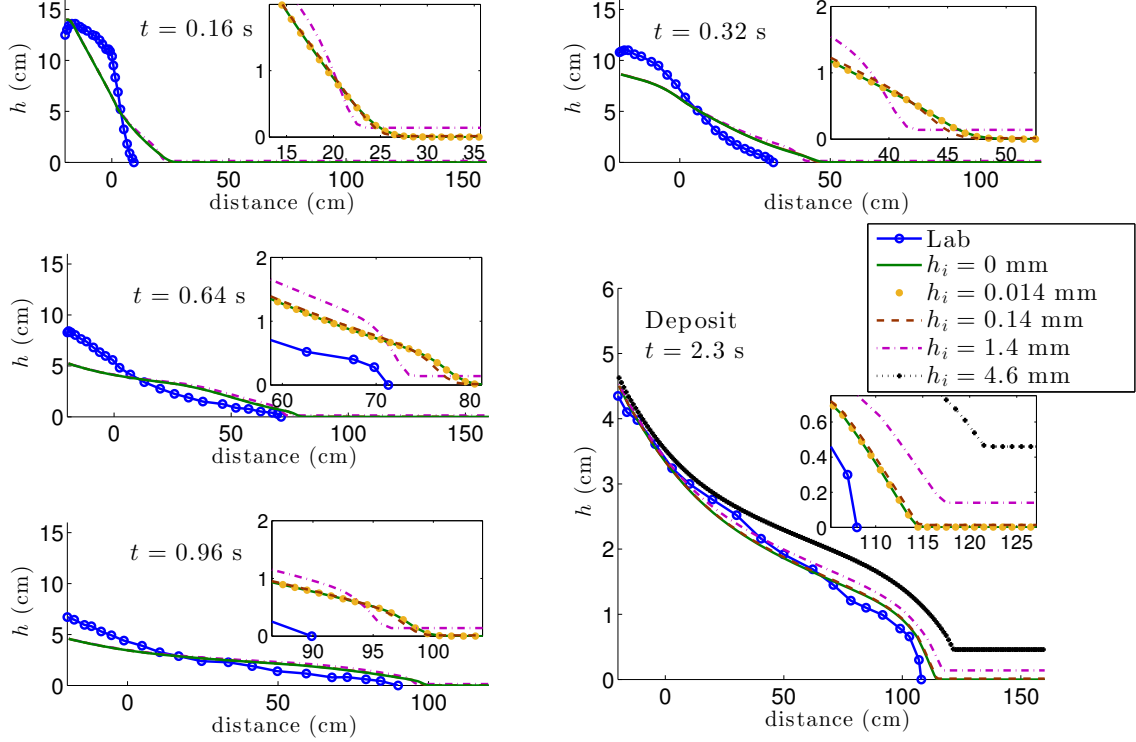 15
10
5
0
h (cm)
t = 0.16 s
2
1
0
15 20 25 30 35
0 50 100 150
distance (cm)
15
10
5
0
h (cm)
t = 0.32 s
2
1
0
40 45 50
0 50 100
distance (cm)
15
10
5
0
h (cm)
t = 0.64 s
2
1
0
60 70 80
0 50 100 150
distance (cm)
Lab
h_i = 0 mm
h_i = 0.014 mm
h_i = 0.14 mm
h_i = 1.4 mm
h_i = 4.6 mm
6
5
4
3
2
1
0
h (cm)
Deposit
t = 2.3 s
0.6
0.4
0.2
0
110 115 120 125
0 50 100 150
distance (cm)
15
10
5
0
h (cm)
t = 0.96 s
2
1
0
90 95 100
0 50 100
distance (cm)